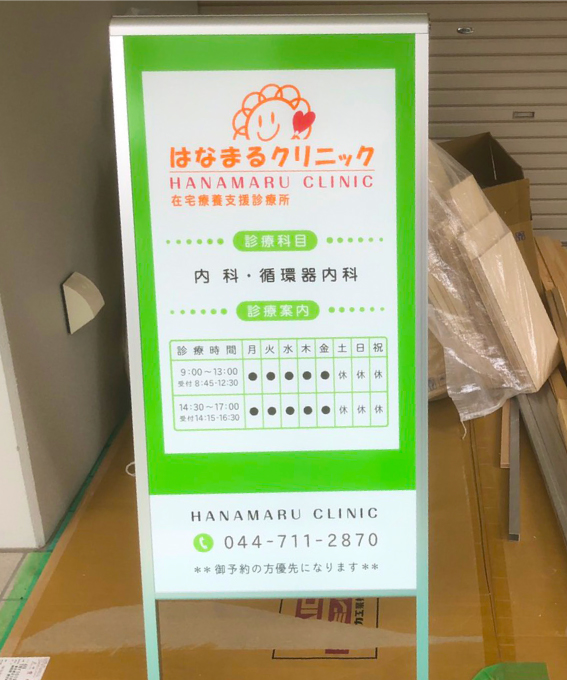 はなまるクリニック
HANAMARU CLINIC
在宅療養支援診療所
診療科目
内 科・循環器内科
診療案内
診療時間 月 火 水 木 金 土 日 祝
9:00〜13:00 ● ● ● ● ● 休 休 休
受付 8:45-12:30
14:30〜17:00 ● ● ● ● ● 休 休 休
受付 14:15-16:30
HANAMARU CLINIC
044-711-2870
**御予約の方優先になります**